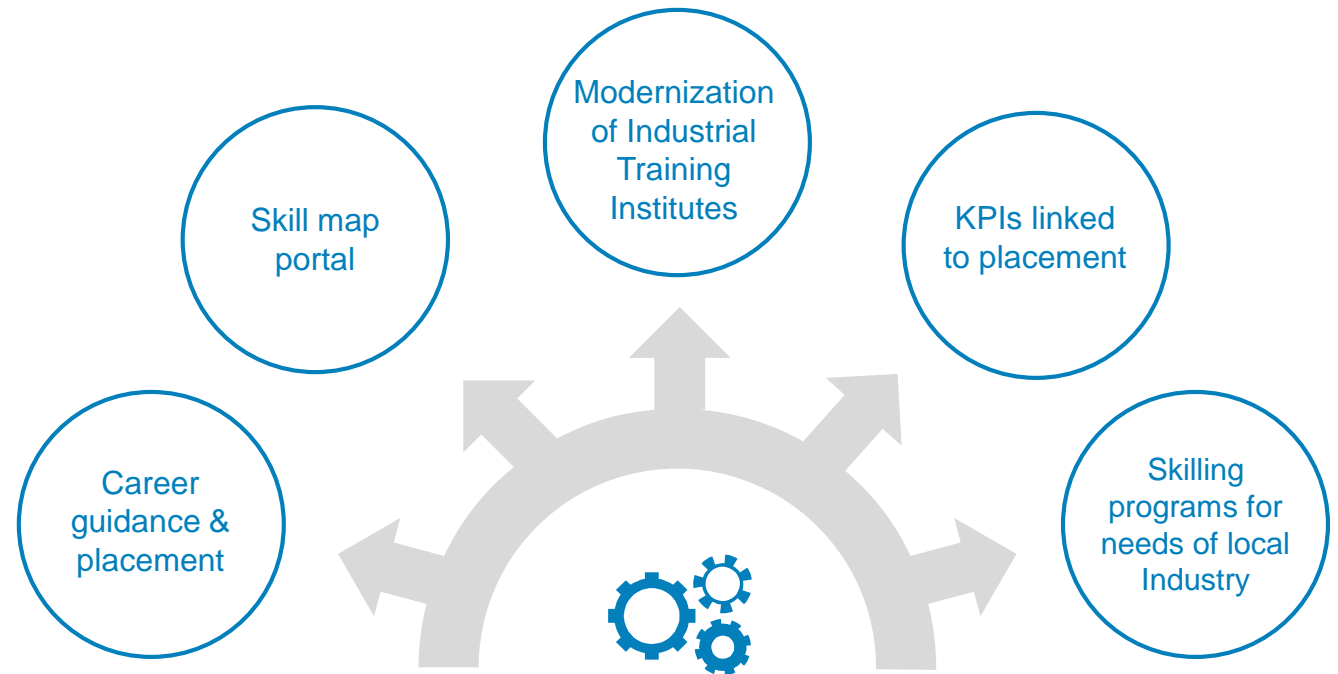 Modernization
of Industrial
Training
Institutes
Skill map
portal
KPIs linked
to placement
Career
guidance &
placement
Skilling
programs for
needs of local
Industry